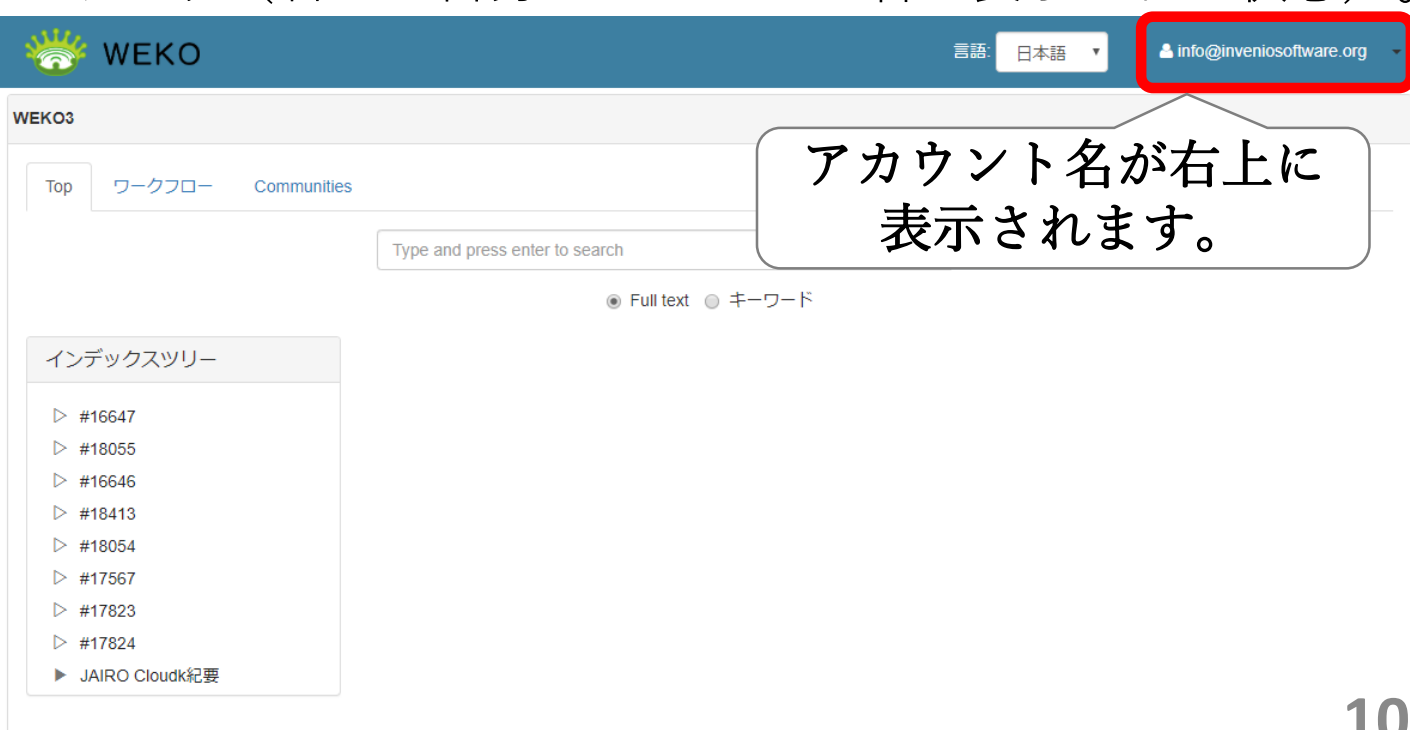 WEKO
言語:
日本語
info@inveniosoftware.org
WEKO3
アカウント名が右上に
表示されます。
Top
ワークフロー
Communities
Type and press enter to search
Full text
キーワード
インデックスツリー
#16647
#18055
#16646
#18413
#18054
#17567
#17823
#17824
JAIRO Cloudk紀要
10